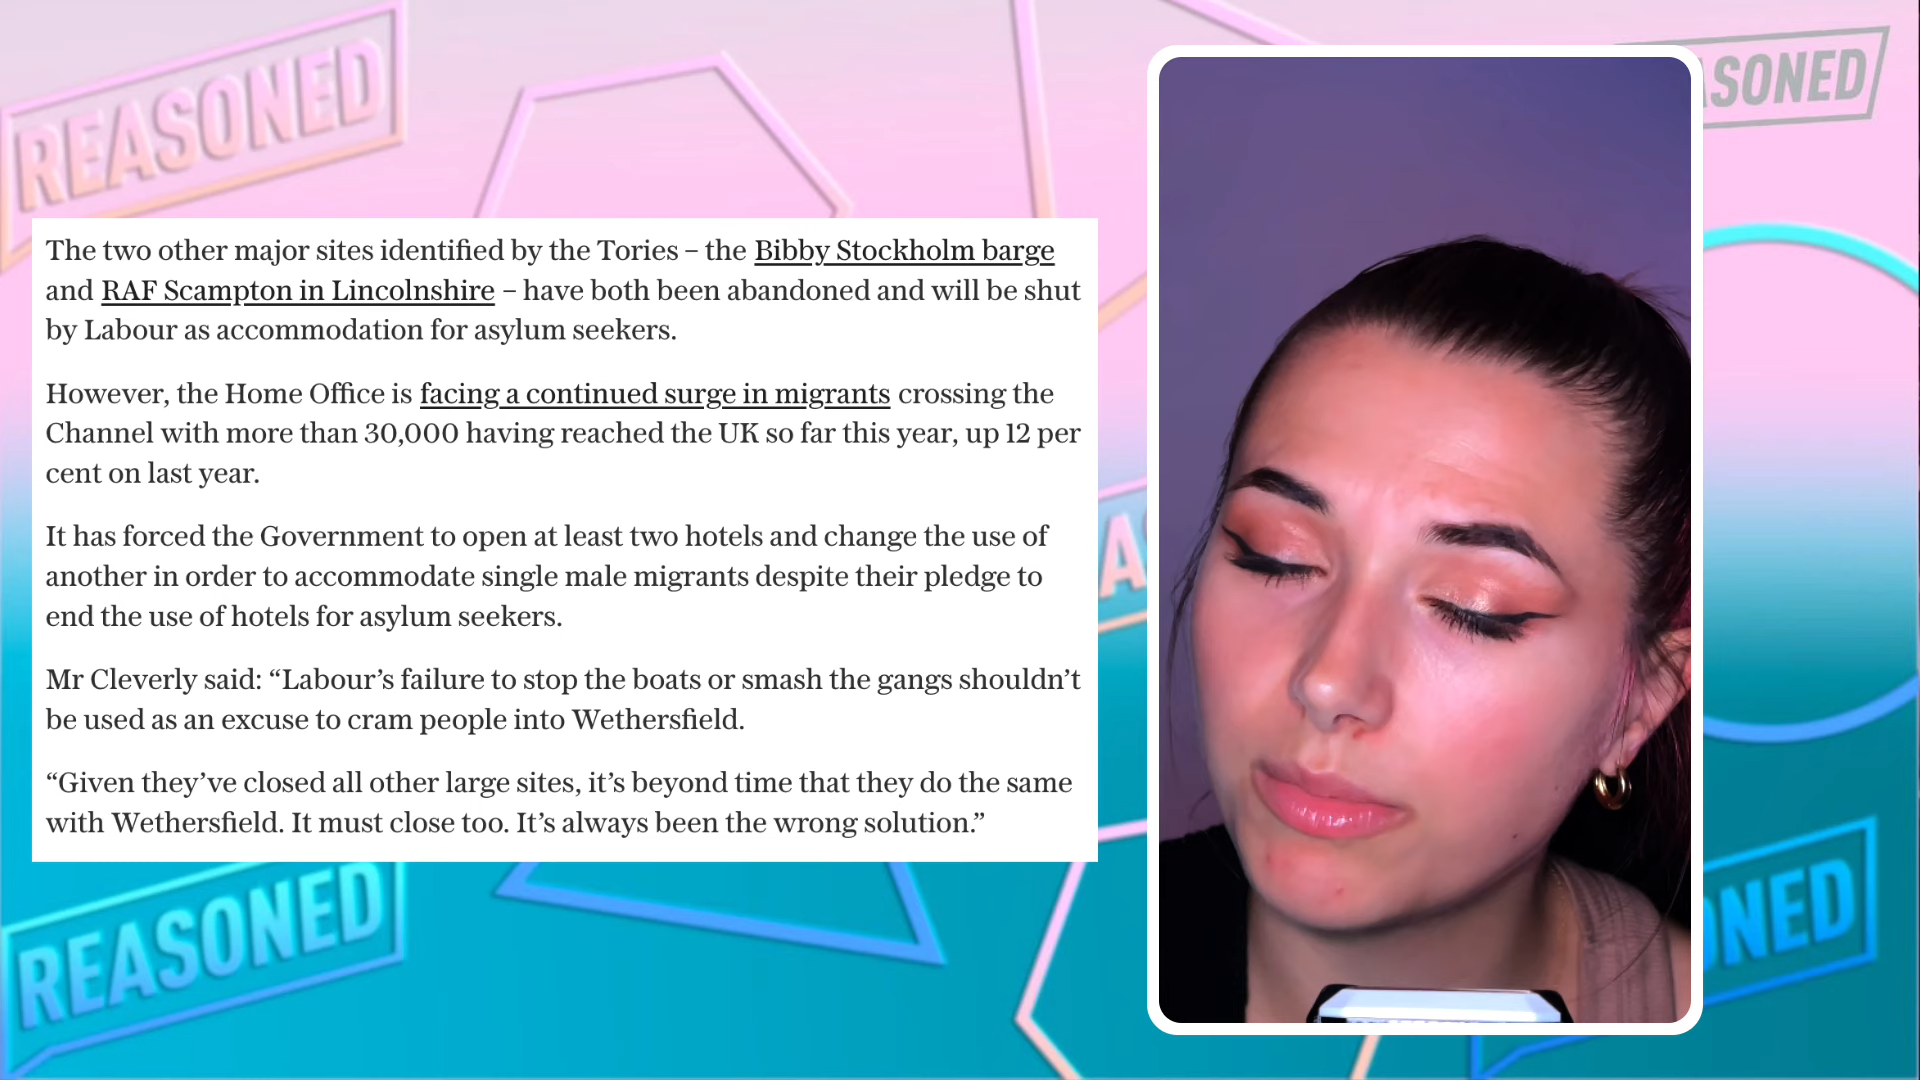 REASONED
ASONED
The two other major sites identified by the Tories – the Bibby Stockholm barge
and RAF Scampton in Lincolnshire – have both been abandoned and will be shut
by Labour as accommodation for asylum seekers.
However, the Home Office is facing a continued surge in migrants crossing the
Channel with more than 30,000 having reached the UK so far this year, up 12 per
cent on last year.
It has forced the Government to open at least two hotels and change the use of
another in order to accommodate single male migrants despite their pledge to
end the use of hotels for asylum seekers.
Mr Cleverly said: “Labour’s failure to stop the boats or smash the gangs shouldn’t
be used as an excuse to cram people into Wethersfield.
“Given they’ve closed all other large sites, it’s beyond time that they do the same
with Wethersfield. It must close too. It’s always been the wrong solution.”
A
REASONED
ONED